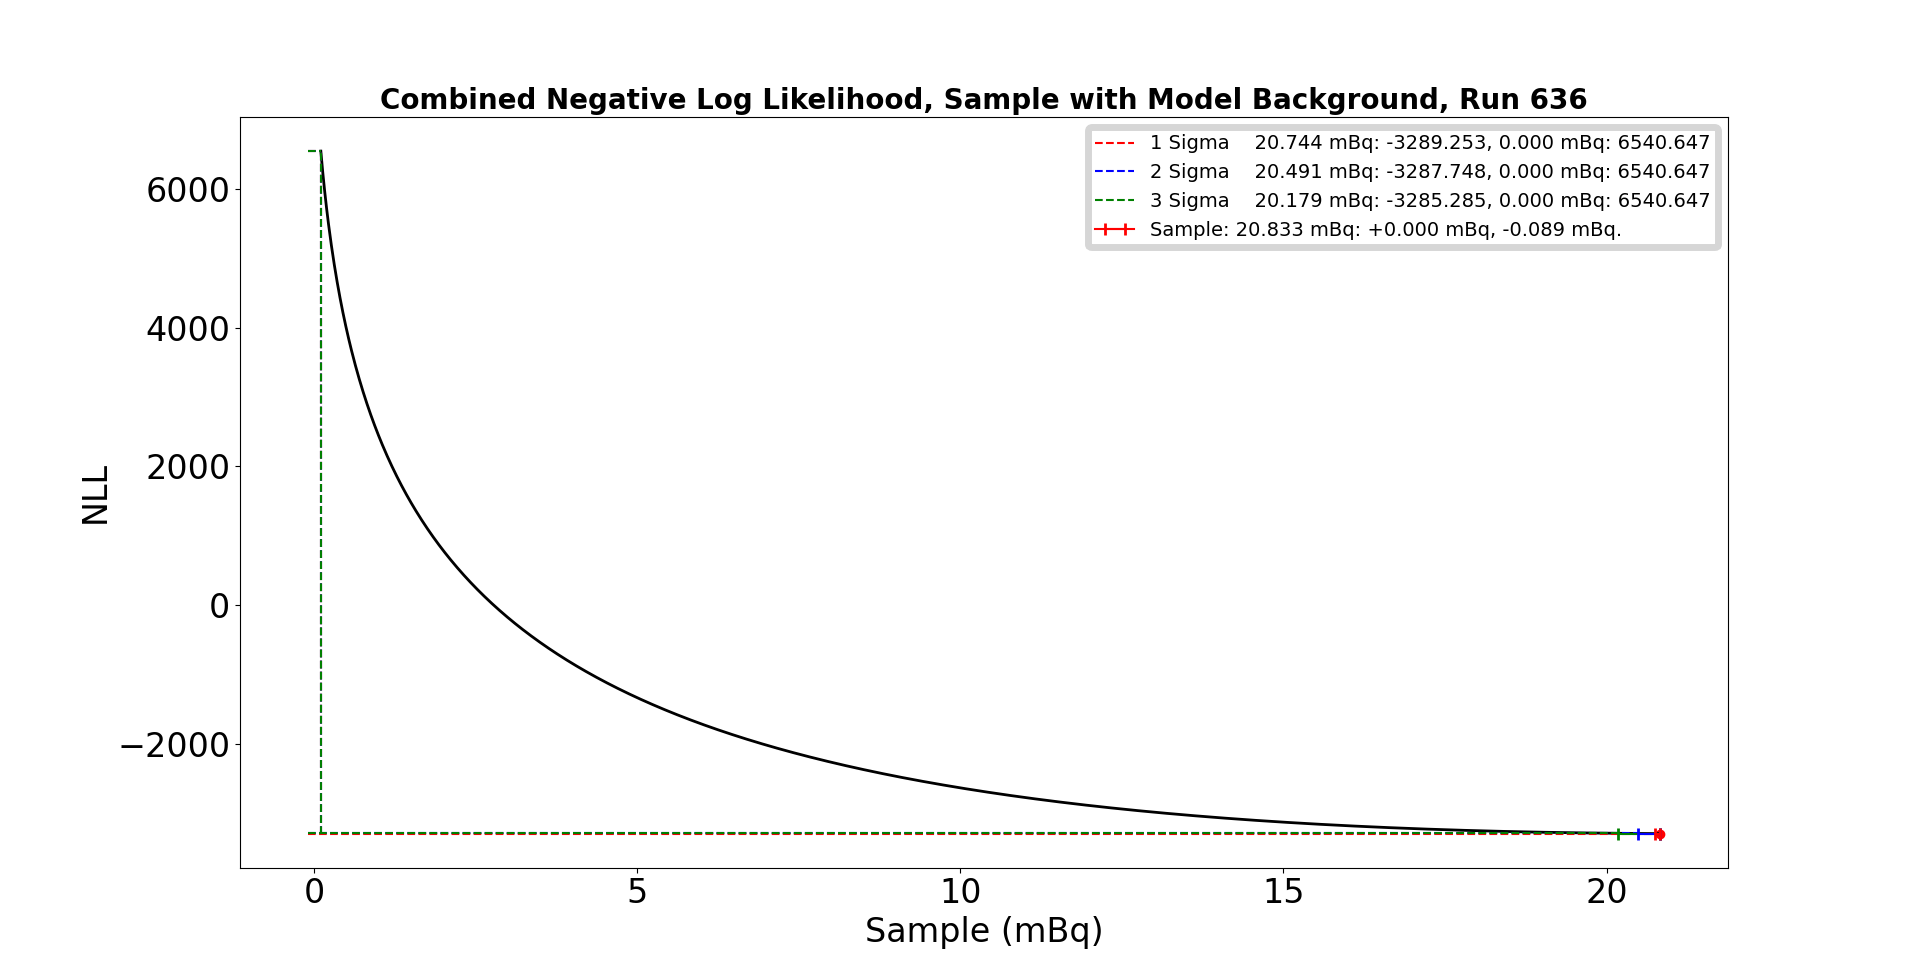 Combined Negative Log Likelihood, Sample with Model Background, Run 636
1 Sigma    20.744 mBq: -3289.253, 0.000 mBq: 6540.647
2 Sigma    20.491 mBq: -3287.748, 0.000 mBq: 6540.647
3 Sigma    20.179 mBq: -3285.285, 0.000 mBq: 6540.647
Sample: 20.833 mBq: +0.000 mBq, -0.089 mBq.
NLL
6000
4000
2000
0
−2000
0
5
10
15
20
Sample (mBq)